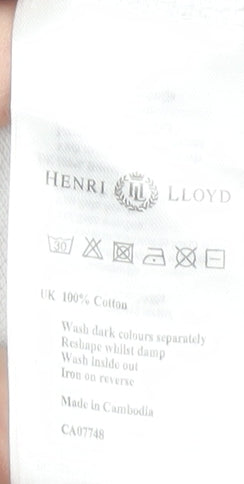 HENRI LLOYD
30
UK 100% Cotton
Wash dark colours separately
Reshape whilst damp
Wash Inside out
Iron on reverse
Made in Cambodia
CA07748